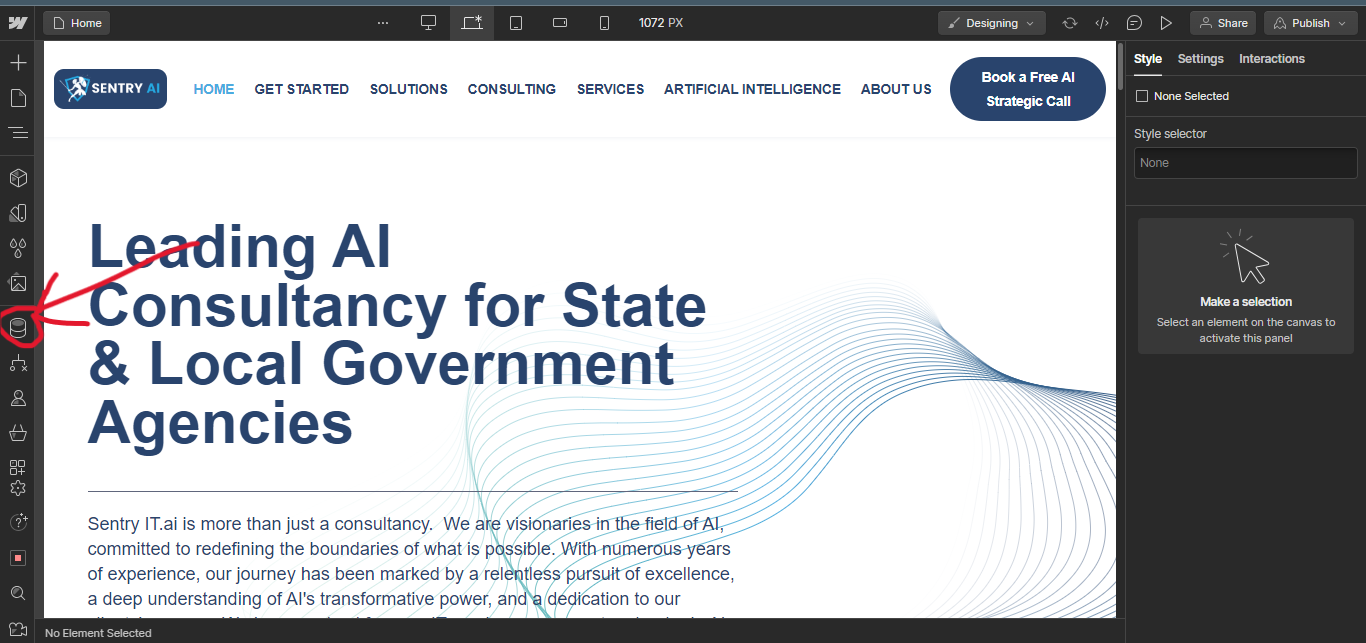 Home
1072 PX
Designing
Share
Publish
SENTRY AI
HOME
GET STARTED
SOLUTIONS
CONSULTING
SERVICES
ARTIFICIAL INTELLIGENCE
ABOUT US
Book a Free AI
Strategic Call
Style
Settings
Interactions
None Selected
Style selector
None
Make a selection
Select an element on the canvas to
activate this panel
Leading AI
Consultancy for State
& Local Government
Agencies
Sentry IT.ai is more than just a consultancy.  We are visionaries in the field of AI,
committed to redefining the boundaries of what is possible. With numerous years
of experience, our journey has been marked by a relentless pursuit of excellence,
a deep understanding of AI's transformative power, and a dedication to our
No Element Selected